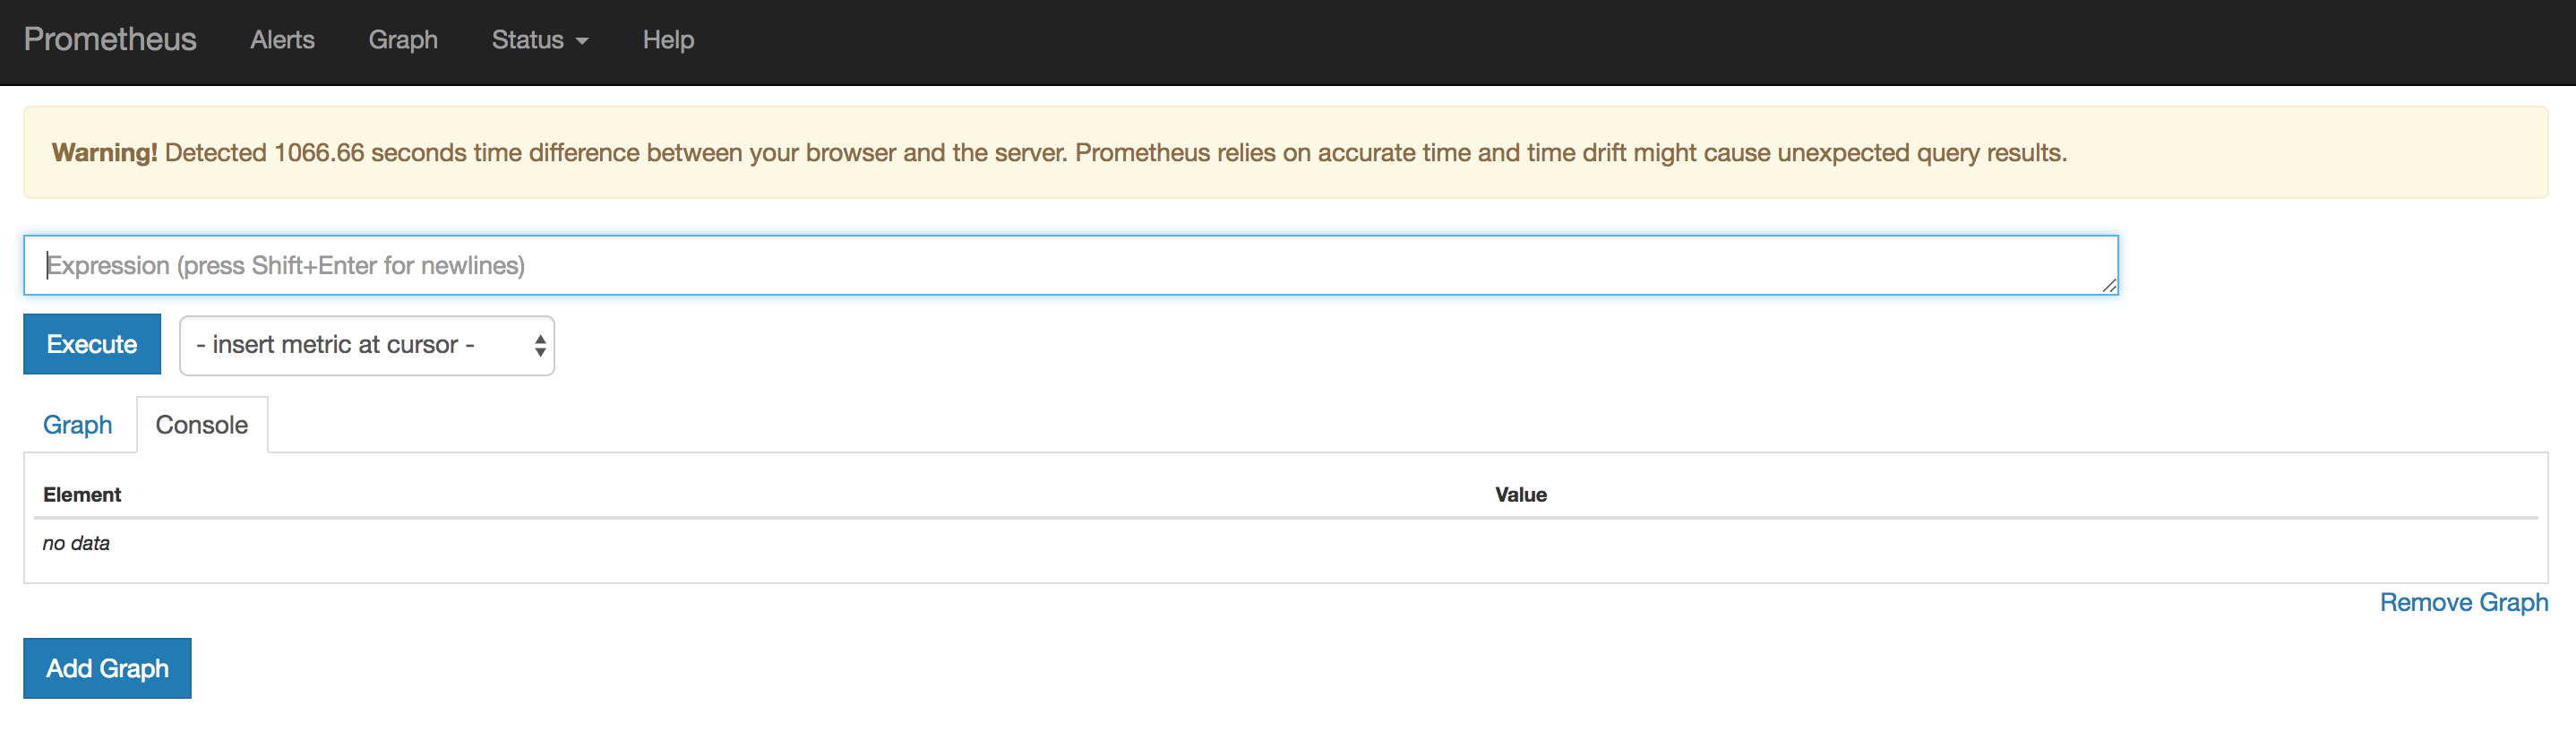 Prometheus Alerts Graph Status Help
Warning! Detected 1066.66 seconds time difference between your browser and the server. Prometheus relies on accurate time and time drift might cause unexpected query results.
Expression (press Shift+Enter for newlines)
Execute - insert metric at cursor -
Graph Console
Element Value
no data
Remove Graph
Add Graph